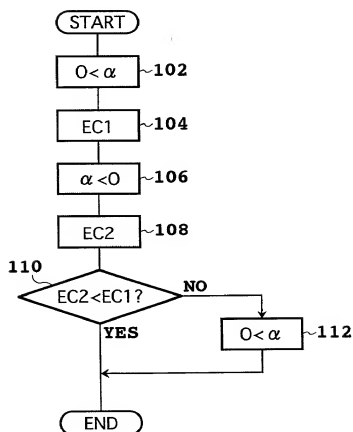 START
0<α
102
EC1
104
α<0
106
EC2
108
110
EC2<EC1?
NO
YES
0<α
112
END